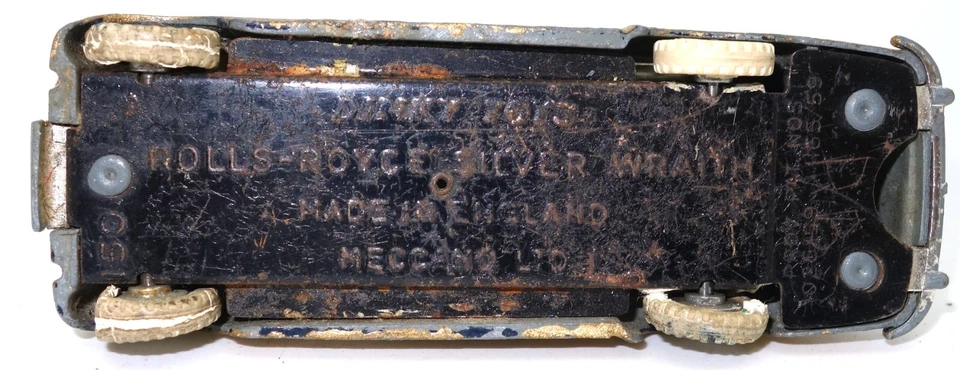 DINKY TOYS
ROLLS-ROYCE SILVER WRAITH
MADE IN ENGLAND
MECCANO LTD
150